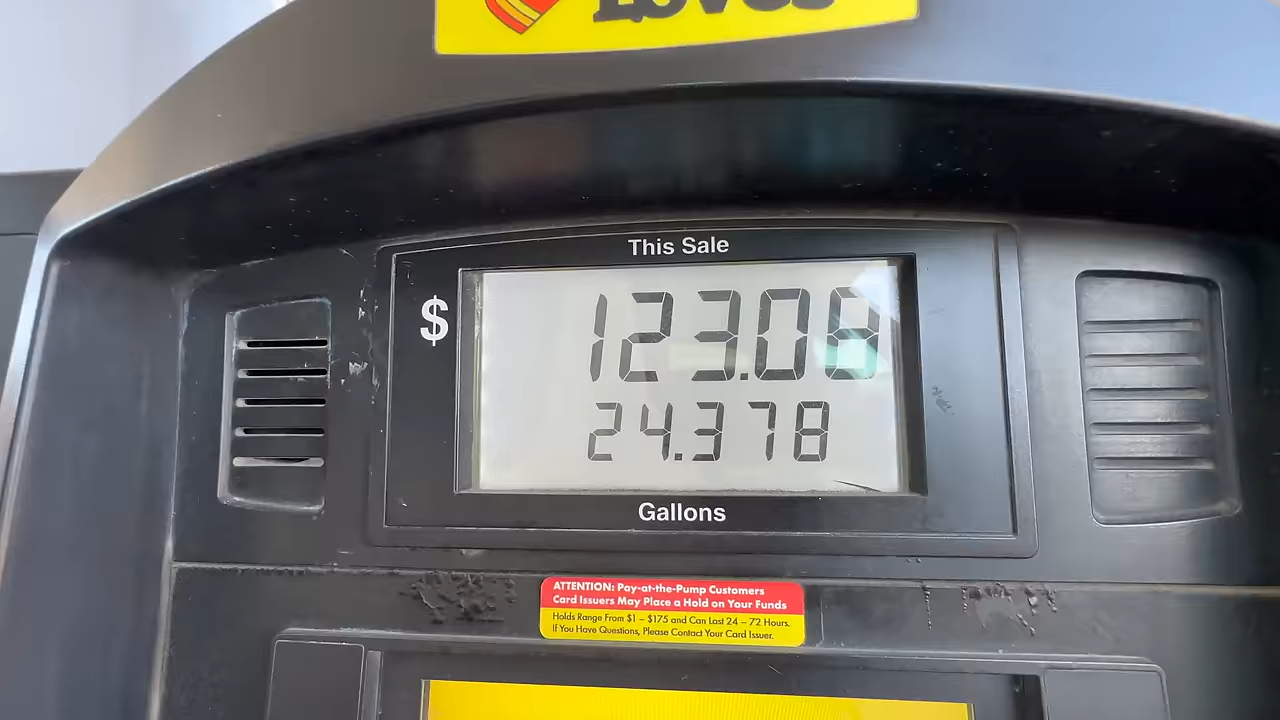 Love's
This Sale
$ 123.08
24.378
Gallons
ATTENTION: Pay-at-the-Pump Customers
Card Issuers May Place a Hold on Your Funds
Holds Range From $1 – $175 and Can Last 24 – 72 Hours.
If You Have Questions, Please Contact Your Card Issuer.